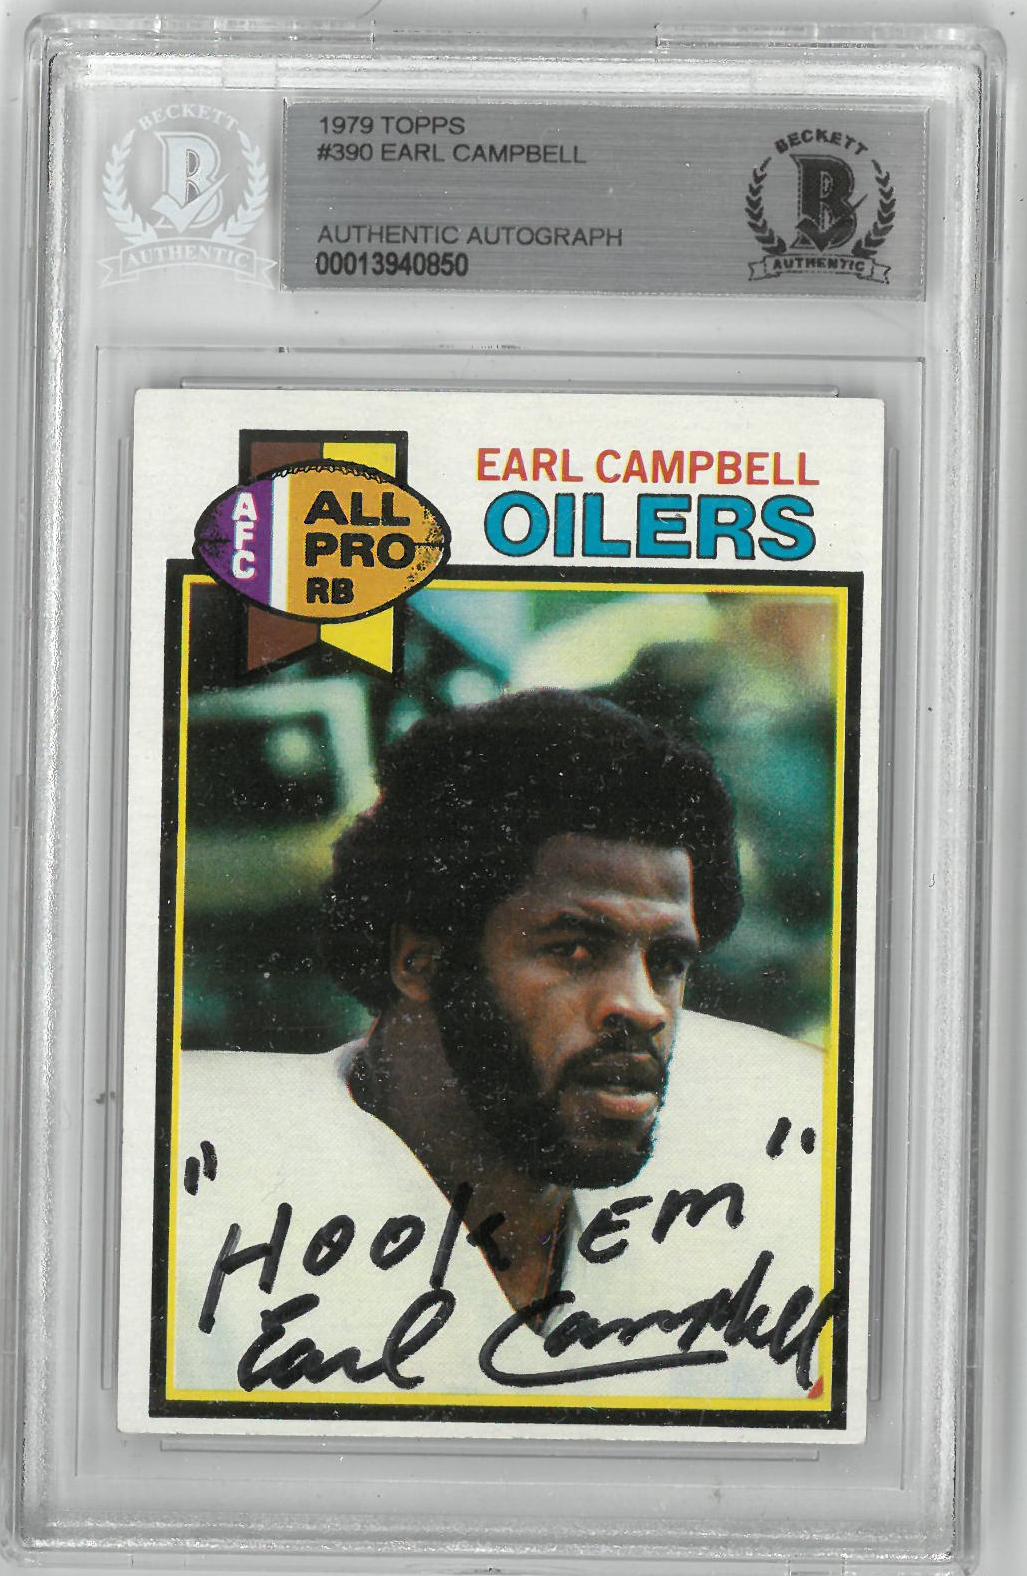 BECKETT
B
AUTHENTIC
1979 TOPPS
#390 EARL CAMPBELL
AUTHENTIC AUTOGRAPH
00013940850
BECKETT
B
AUTHENTIC
AFC
ALL
PRO
RB
EARL CAMPBELL
OILERS
"HOOK EM"
Earl Campbell